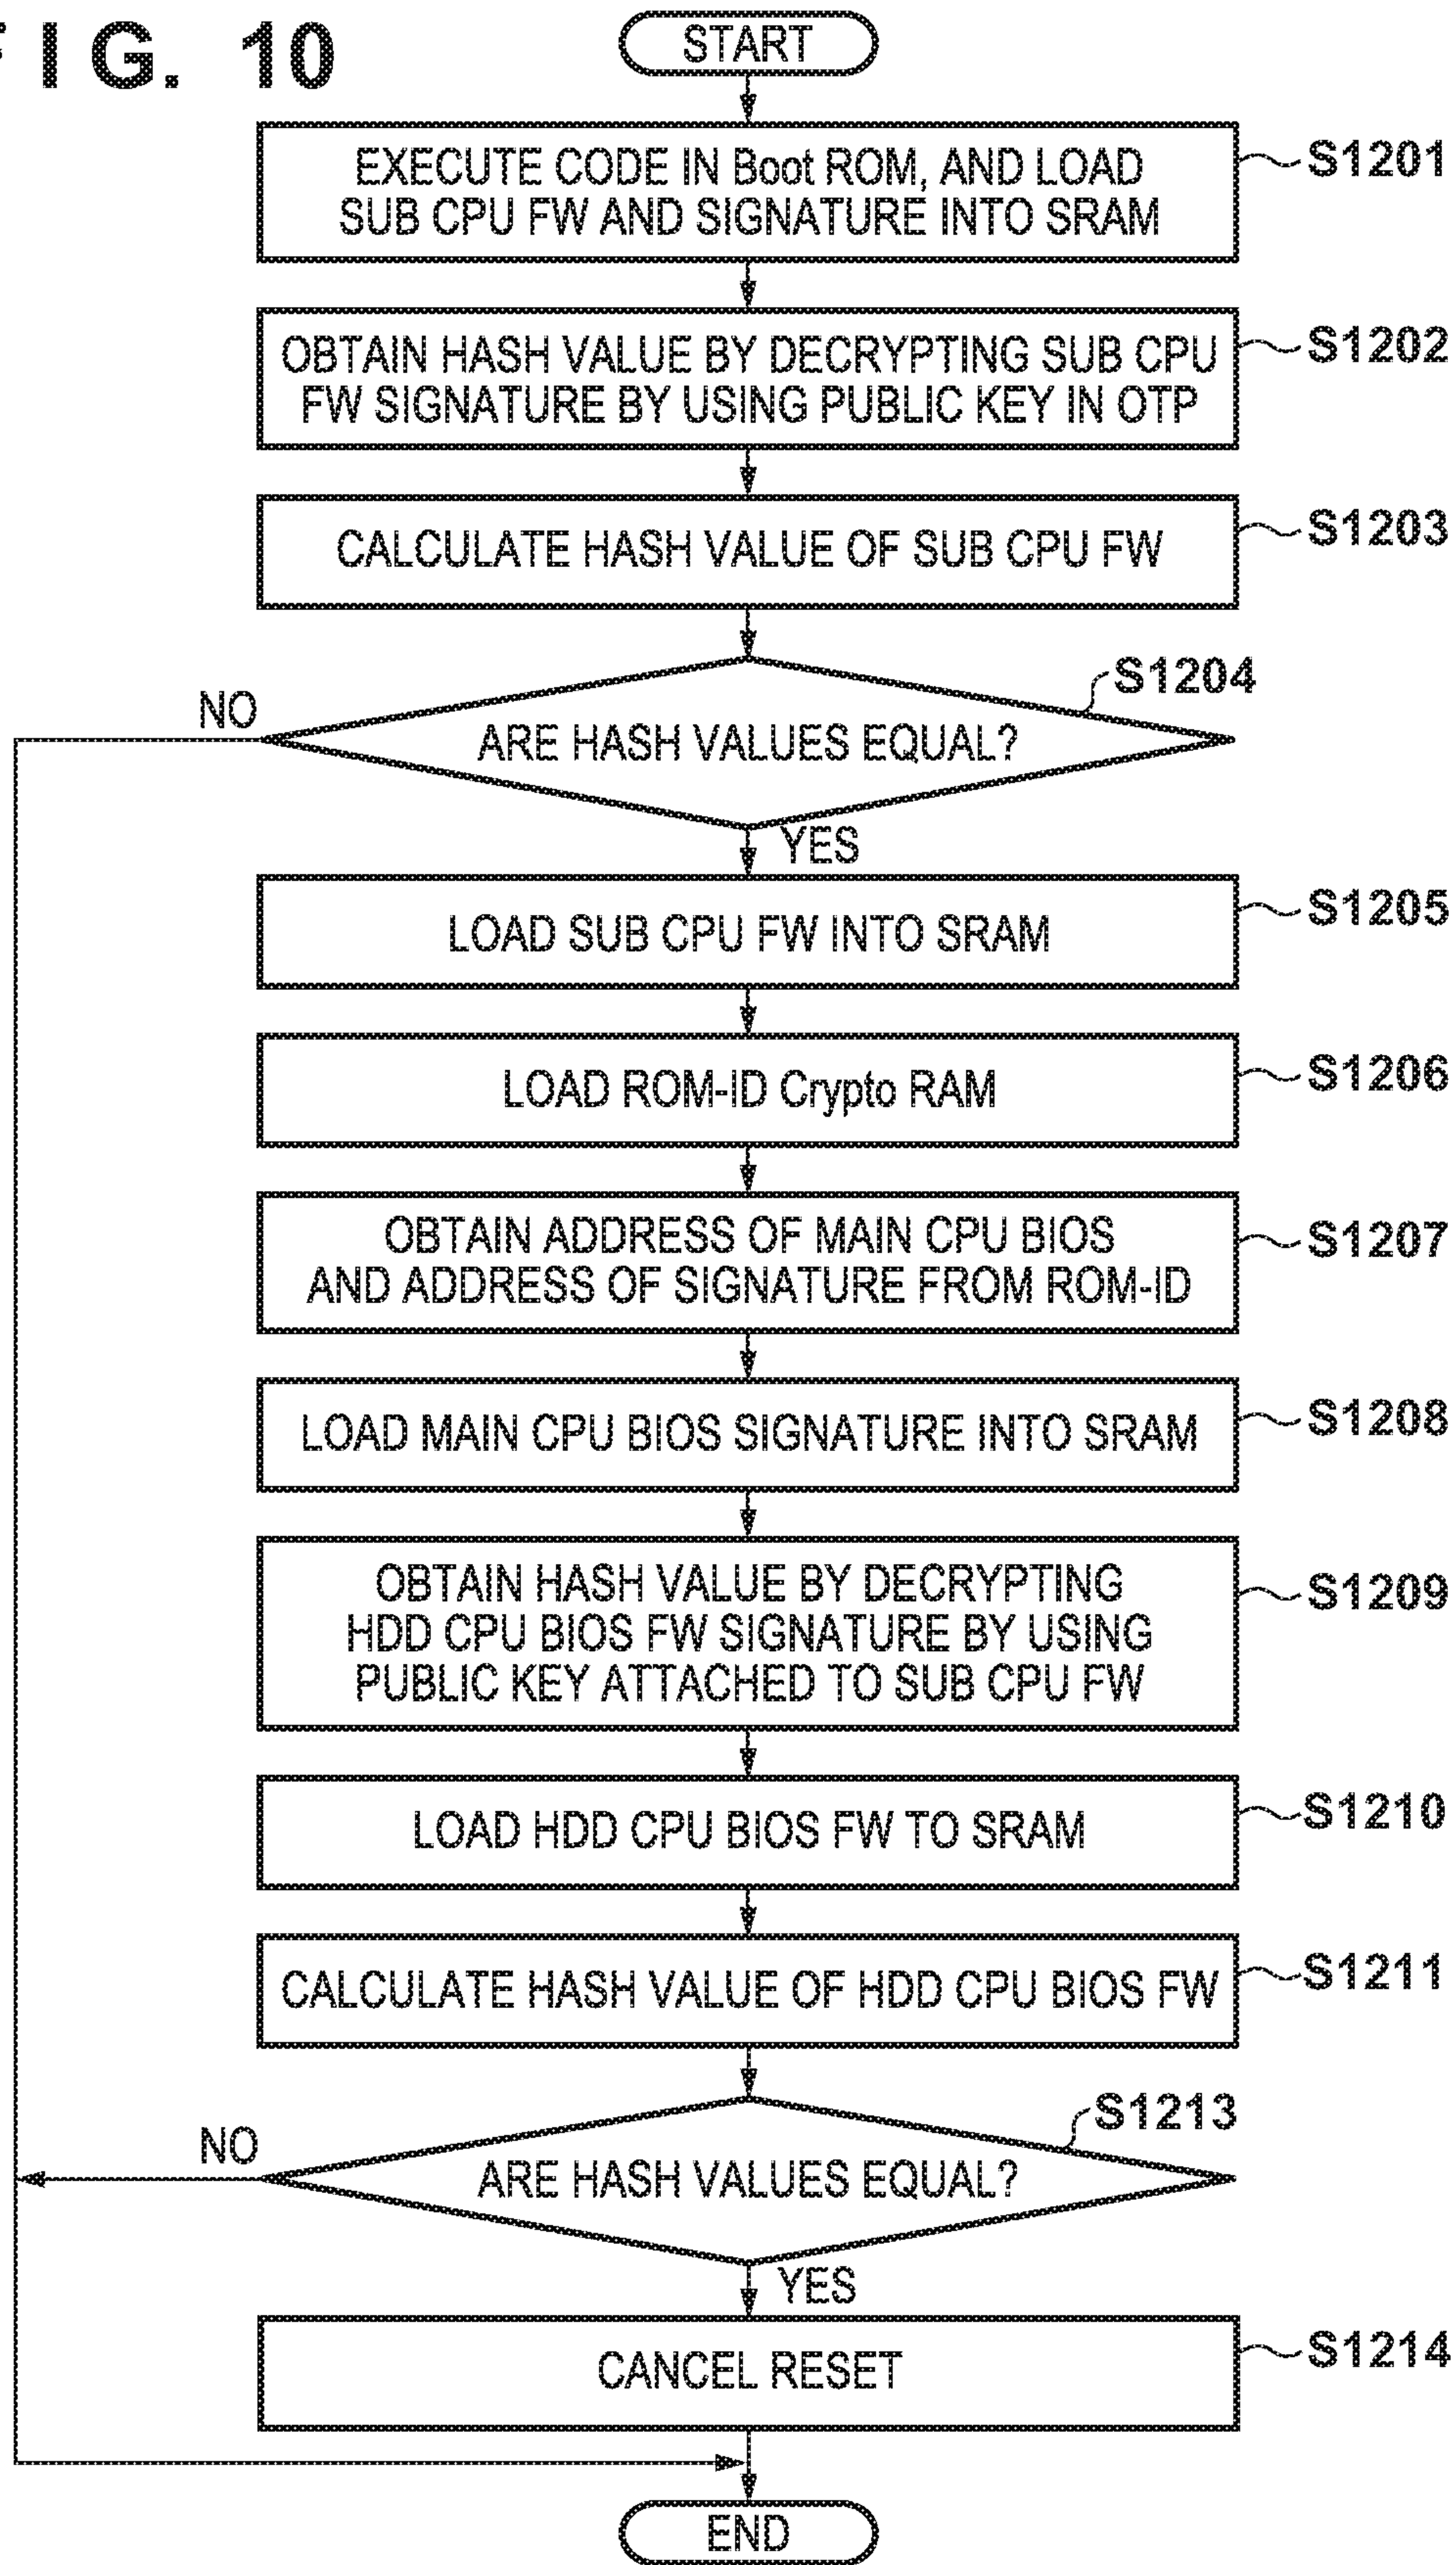 FIG. 10
START
EXECUTE CODE IN Boot ROM, AND LOAD
SUB CPU FW AND SIGNATURE INTO SRAM
S1201
OBTAIN HASH VALUE BY DECRYPTING SUB CPU
FW SIGNATURE BY USING PUBLIC KEY IN OTP
S1202
CALCULATE HASH VALUE OF SUB CPU FW
S1203
S1204
NO
ARE HASH VALUES EQUAL?
YES
LOAD SUB CPU FW INTO SRAM
S1205
LOAD ROM-ID Crypto RAM
S1206
OBTAIN ADDRESS OF MAIN CPU BIOS
AND ADDRESS OF SIGNATURE FROM ROM-ID
S1207
LOAD MAIN CPU BIOS SIGNATURE INTO SRAM
S1208
OBTAIN HASH VALUE BY DECRYPTING
HDD CPU BIOS FW SIGNATURE BY USING
PUBLIC KEY ATTACHED TO SUB CPU FW
S1209
LOAD HDD CPU BIOS FW TO SRAM
S1210
CALCULATE HASH VALUE OF HDD CPU BIOS FW
S1211
S1213
NO
ARE HASH VALUES EQUAL?
YES
CANCEL RESET
S1214
END